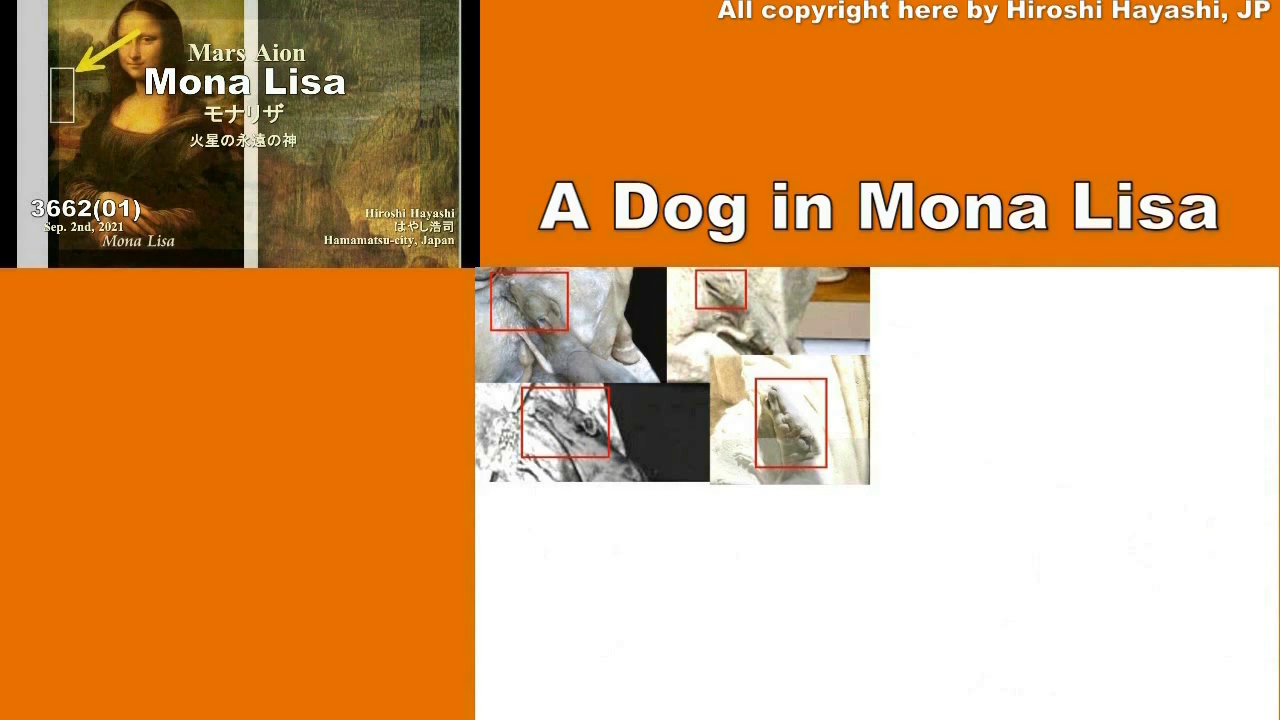 All copyright here by Hiroshi Hayashi, JP
Mars Aion
Mona Lisa
モナリザ
火星の永遠の神
3662(01)
Sep. 2nd, 2021
Mona Lisa
Hiroshi Hayashi
はやし浩司
Hamamatsu-city, Japan
A Dog in Mona Lisa